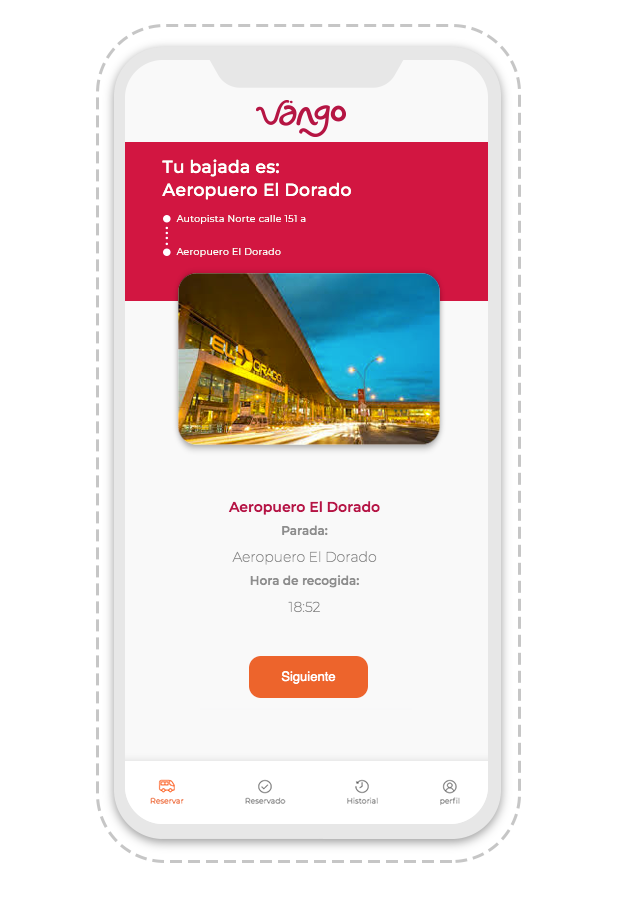 Vango
Tu bajada es:
Aeropuero El Dorado
Autopista Norte calle 151 a
Aeropuero El Dorado
EL DORADO
Aeropuero El Dorado
Parada:
Aeropuero El Dorado
Hora de recogida:
18:52
Siguiente
Reservar
Reservado
Historial
perfil